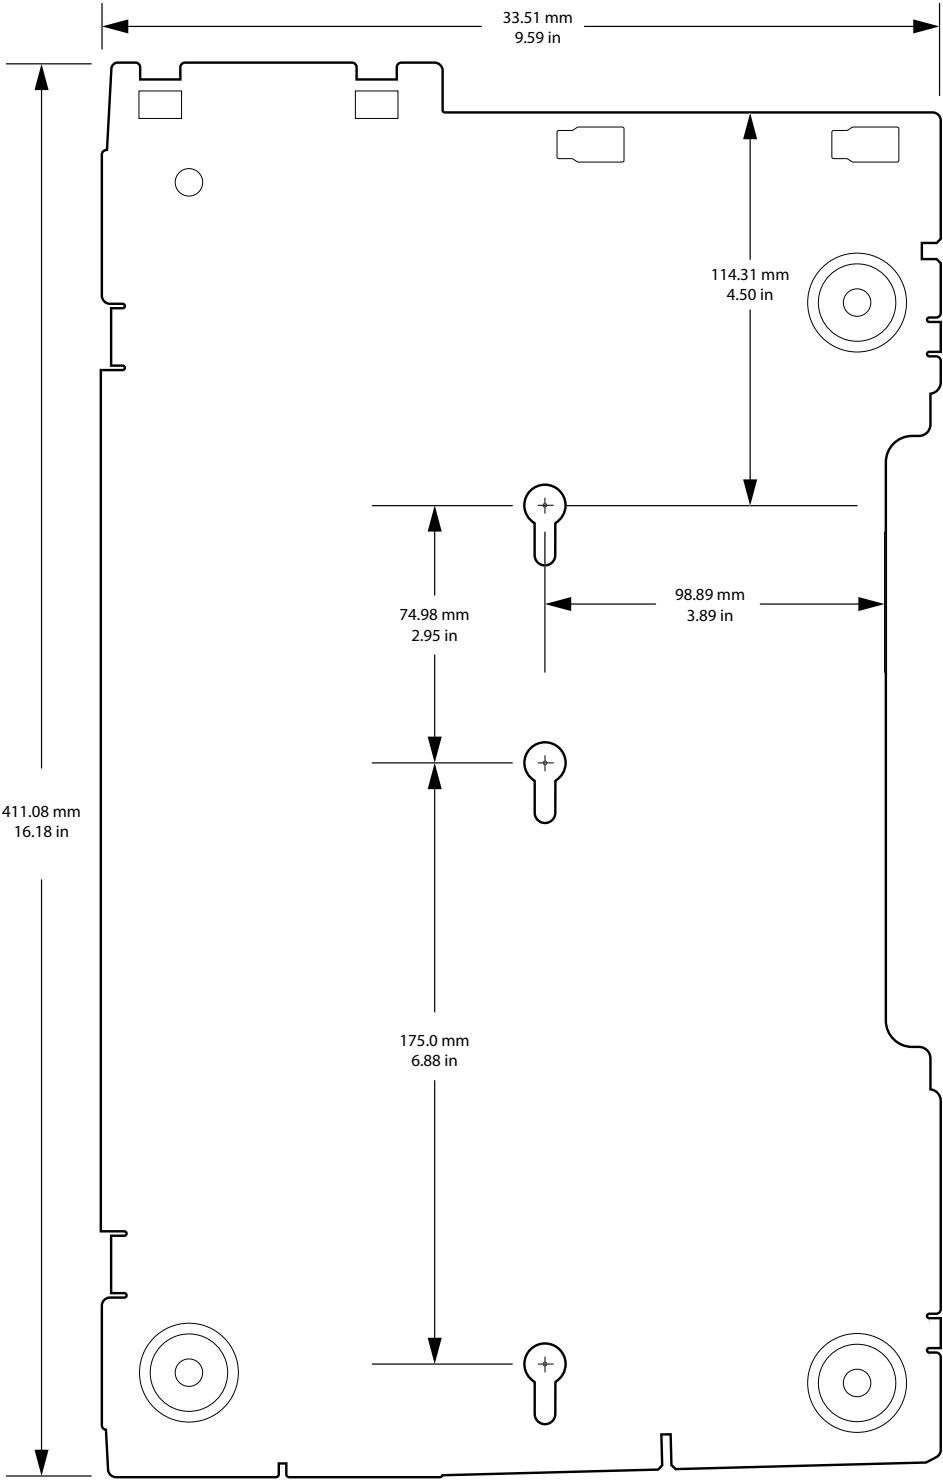 33.51 mm
9.59 in
114.31 mm
4.50 in
98.89 mm
3.89 in
74.98 mm
2.95 in
411.08 mm
16.18 in
175.0 mm
6.88 in